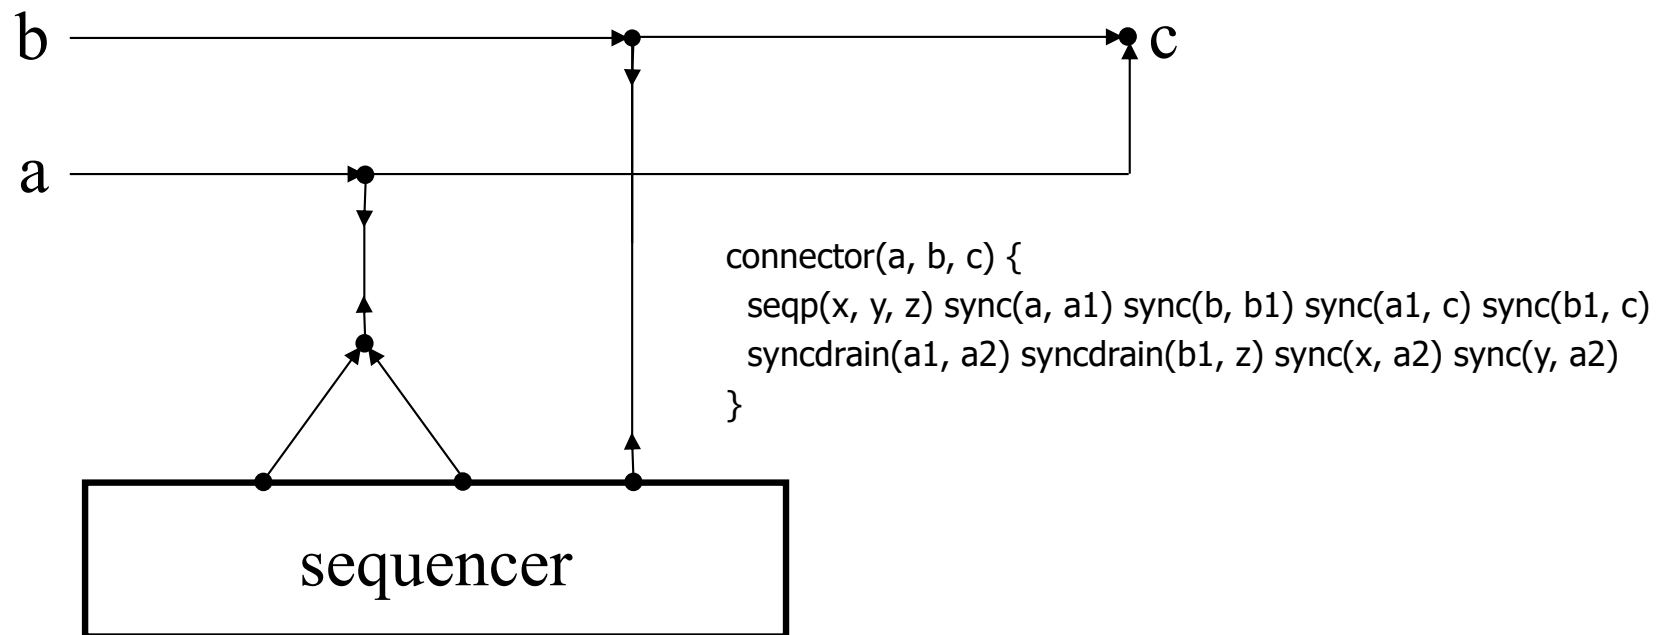 b
c
a
connector(a, b, c) {
seqp(x, y, z) sync(a, a1) sync(b, b1) sync(a1, c) sync(b1, c)
syncdrain(a1, a2) syncdrain(b1, z) sync(x, a2) sync(y, a2)
}
sequencer